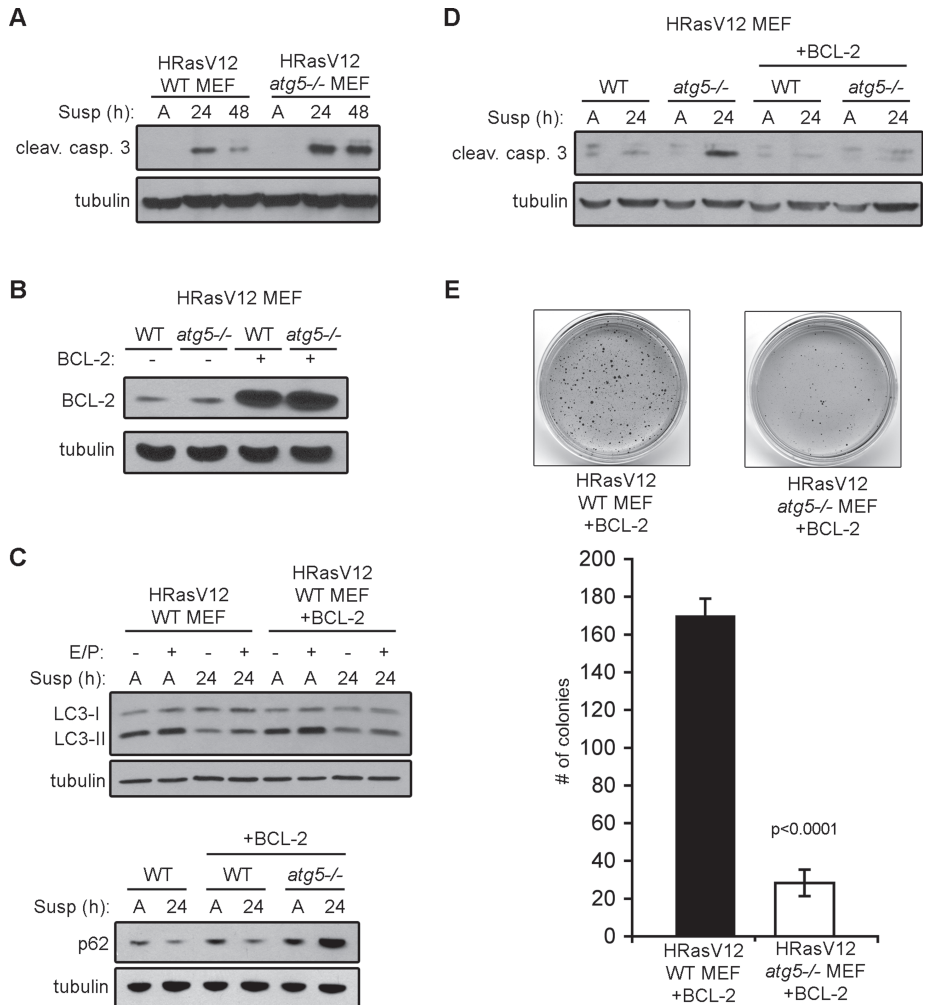 A
HRasV12 HRasV12
WT MEF atg5-/- MEF
Susp (h): A 24 48 A 24 48
cleav. casp. 3
tubulin
B
HRasV12 MEF
WT atg5-/- WT atg5-/-
BCL-2: - - + +
BCL-2
tubulin
C
HRasV12 WT MEF
HRasV12 WT MEF +BCL-2
E/P: - + - + - + - +
Susp (h): A A 24 24 A A 24 24
LC3-I
LC3-II
tubulin
+BCL-2
WT WT atg5-/-
Susp (h): A 24 A 24 A 24
p62
tubulin
D
HRasV12 MEF
+BCL-2
WT atg5-/- WT atg5-/-
Susp (h): A 24 A 24 A 24 A 24
cleav. casp. 3
tubulin
E
HRasV12 HRasV12
WT MEF atg5-/- MEF
+BCL-2 +BCL-2
200
180
160
140
120
100
80
60
40
20
0
# of colonies
p<0.0001
HRasV12 HRasV12
WT MEF atg5-/- MEF
+BCL-2 +BCL-2